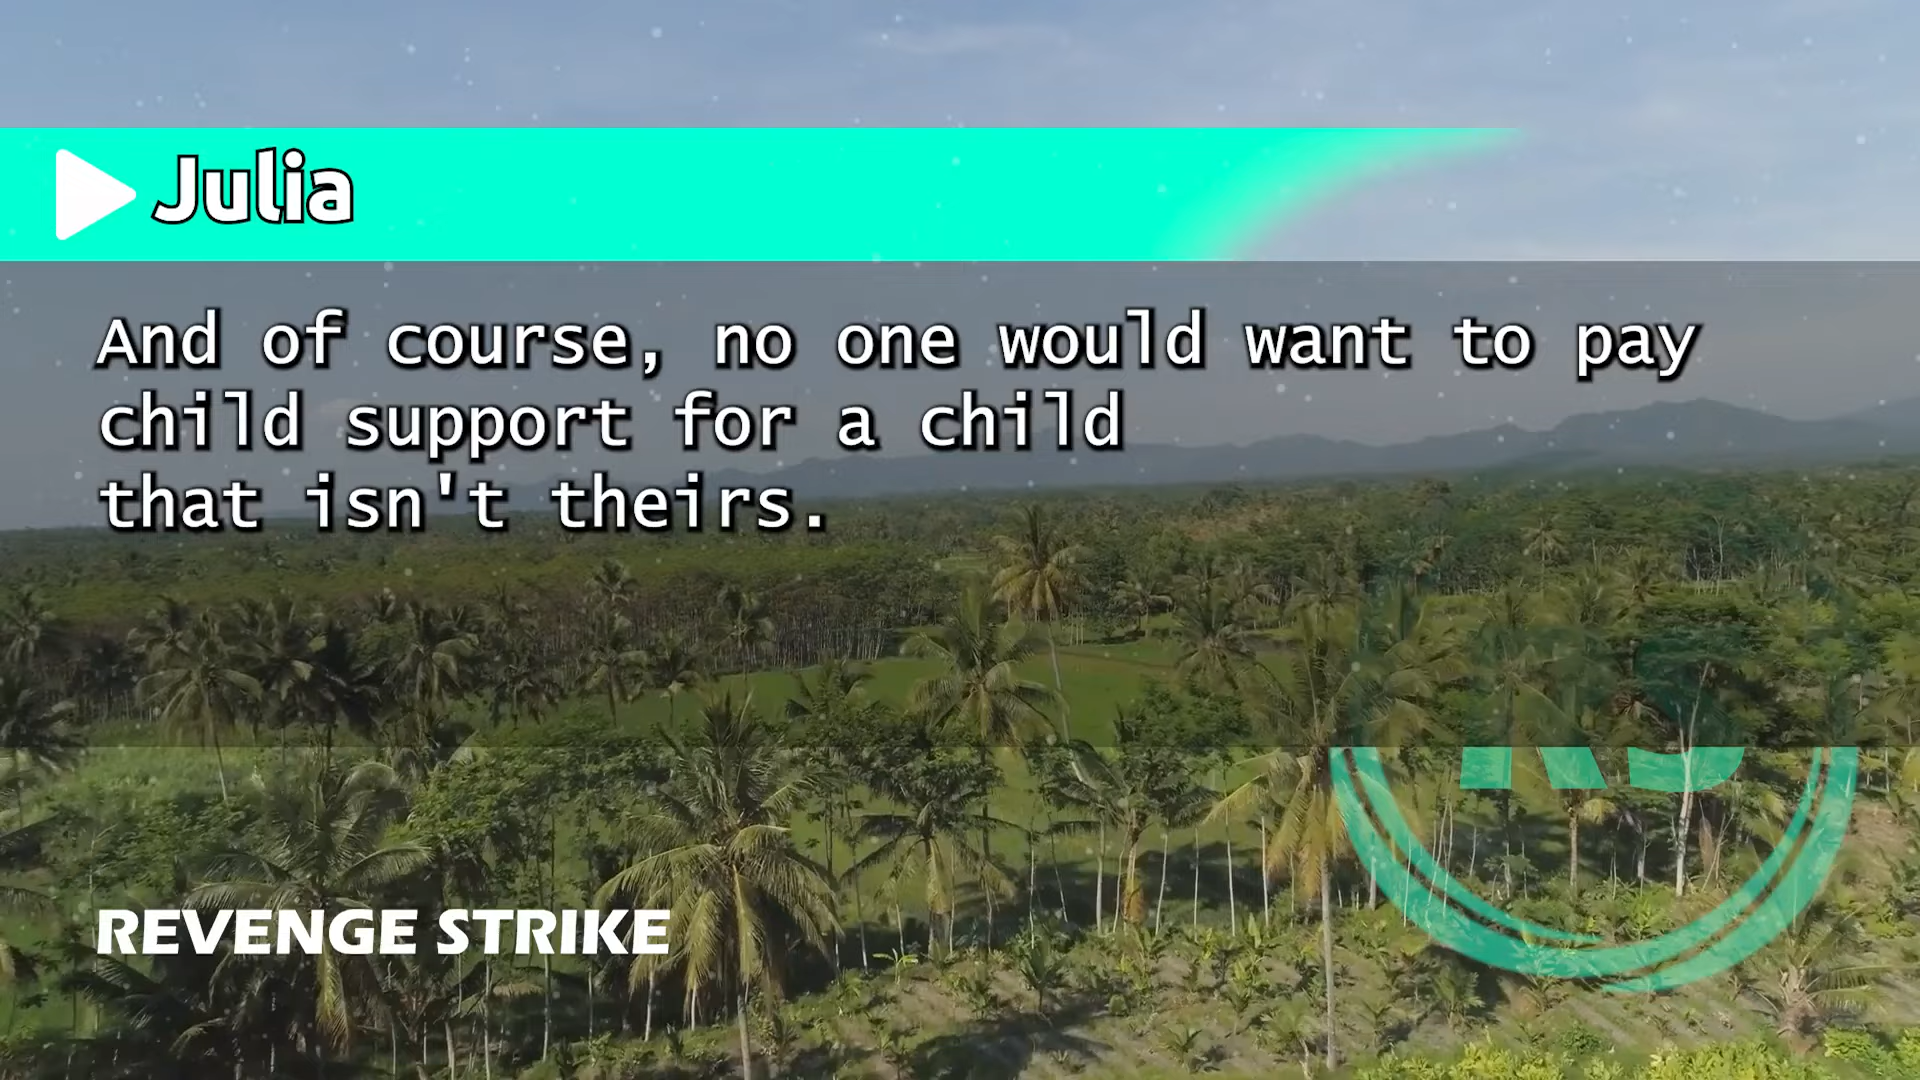 Julia
And of course, no one would want to pay
child support for a child
that isn't theirs.
RS
REVENGE STRIKE